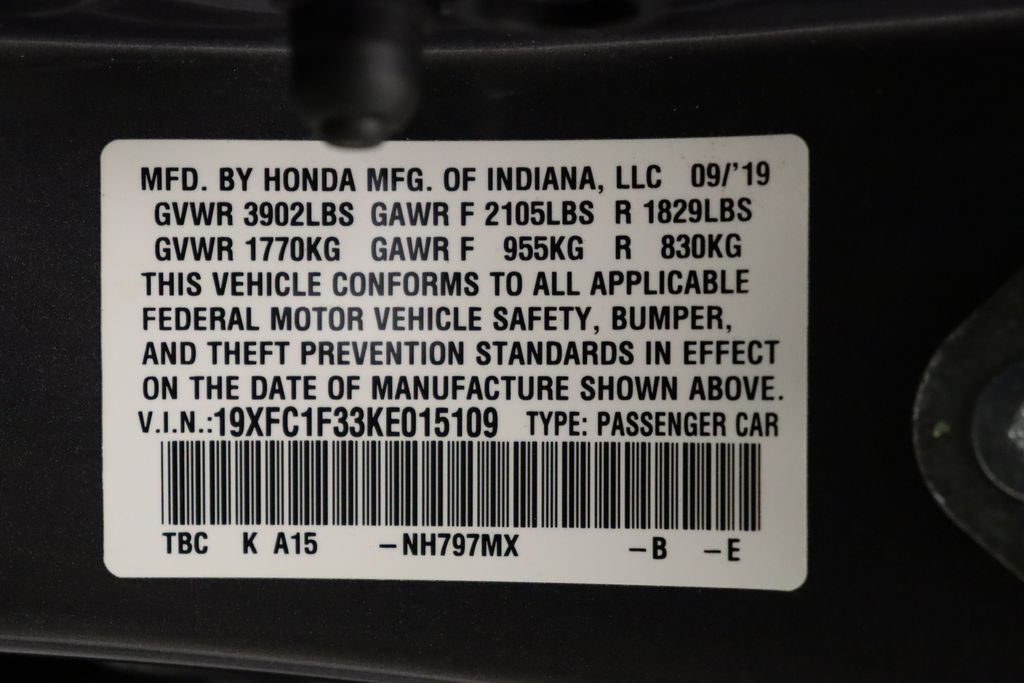 MFD. BY HONDA MFG. OF INDIANA, LLC 09/'19
GVWR 3902LBS GAWR F 2105LBS R 1829LBS
GVWR 1770KG GAWR F 955KG R 830KG
THIS VEHICLE CONFORMS TO ALL APPLICABLE
FEDERAL MOTOR VEHICLE SAFETY, BUMPER,
AND THEFT PREVENTION STANDARDS IN EFFECT
ON THE DATE OF MANUFACTURE SHOWN ABOVE.
V.I.N.:19XFC1F33KE015109 TYPE: PASSENGER CAR
TBC K A15 -NH797MX -B -E